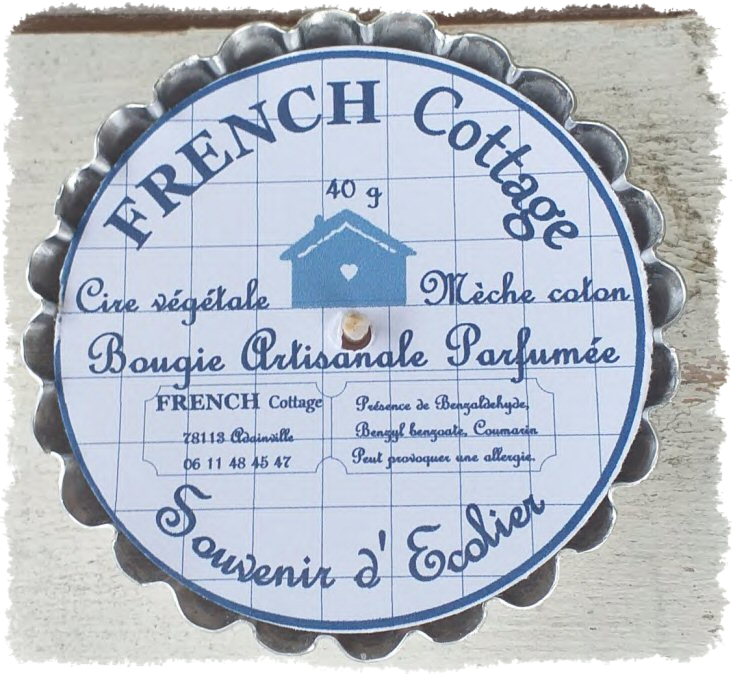 FRENCH Cottage
40 g
Cire végétale
Mèche coton
Bougie Artisanale Parfumée
FRENCH Cottage
78113 Adainville
06 11 48 45 47
Présence de Benzaldehyde,
Benzyl benzoate, Coumarin
Peut provoquer une allergie.
Souvenir d' Ecolier